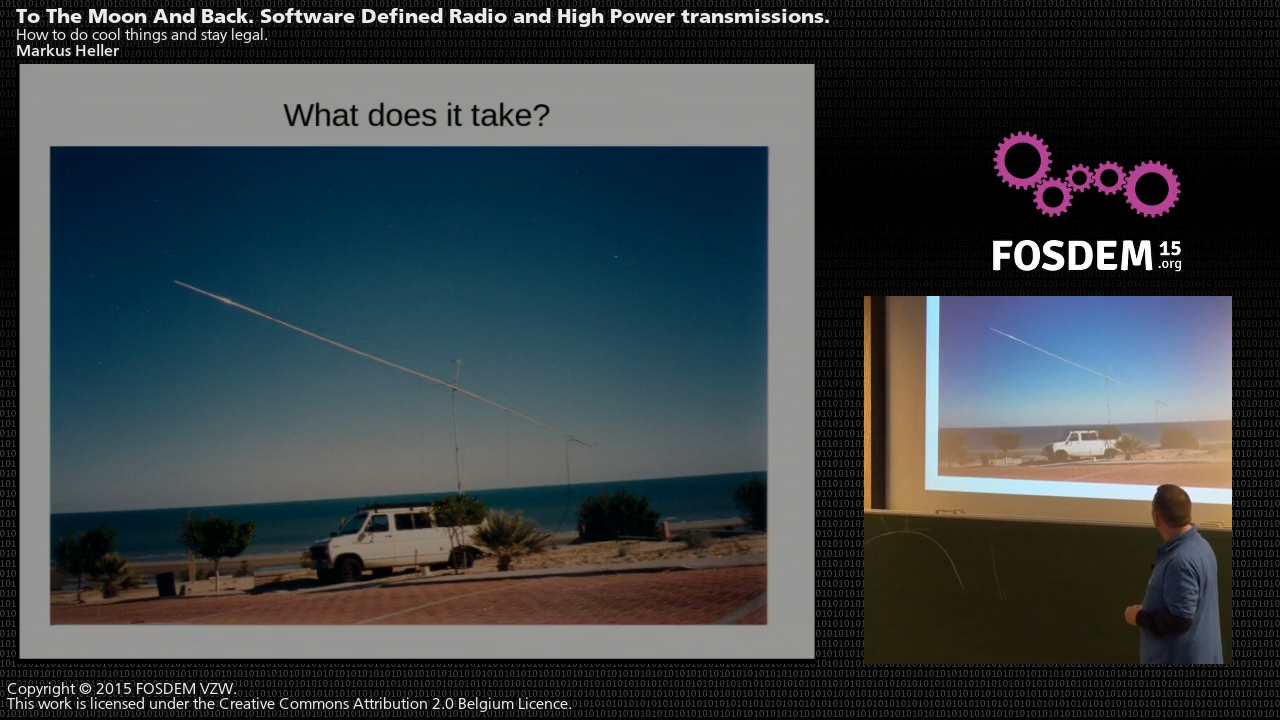 To The Moon And Back. Software Defined Radio and High Power transmissions.
How to do cool things and stay legal.
Markus Heller
What does it take?
FOSDEM 15
.org
Copyright © 2015 FOSDEM VZW.
This work is licensed under the Creative Commons Attribution 2.0 Belgium Licence.